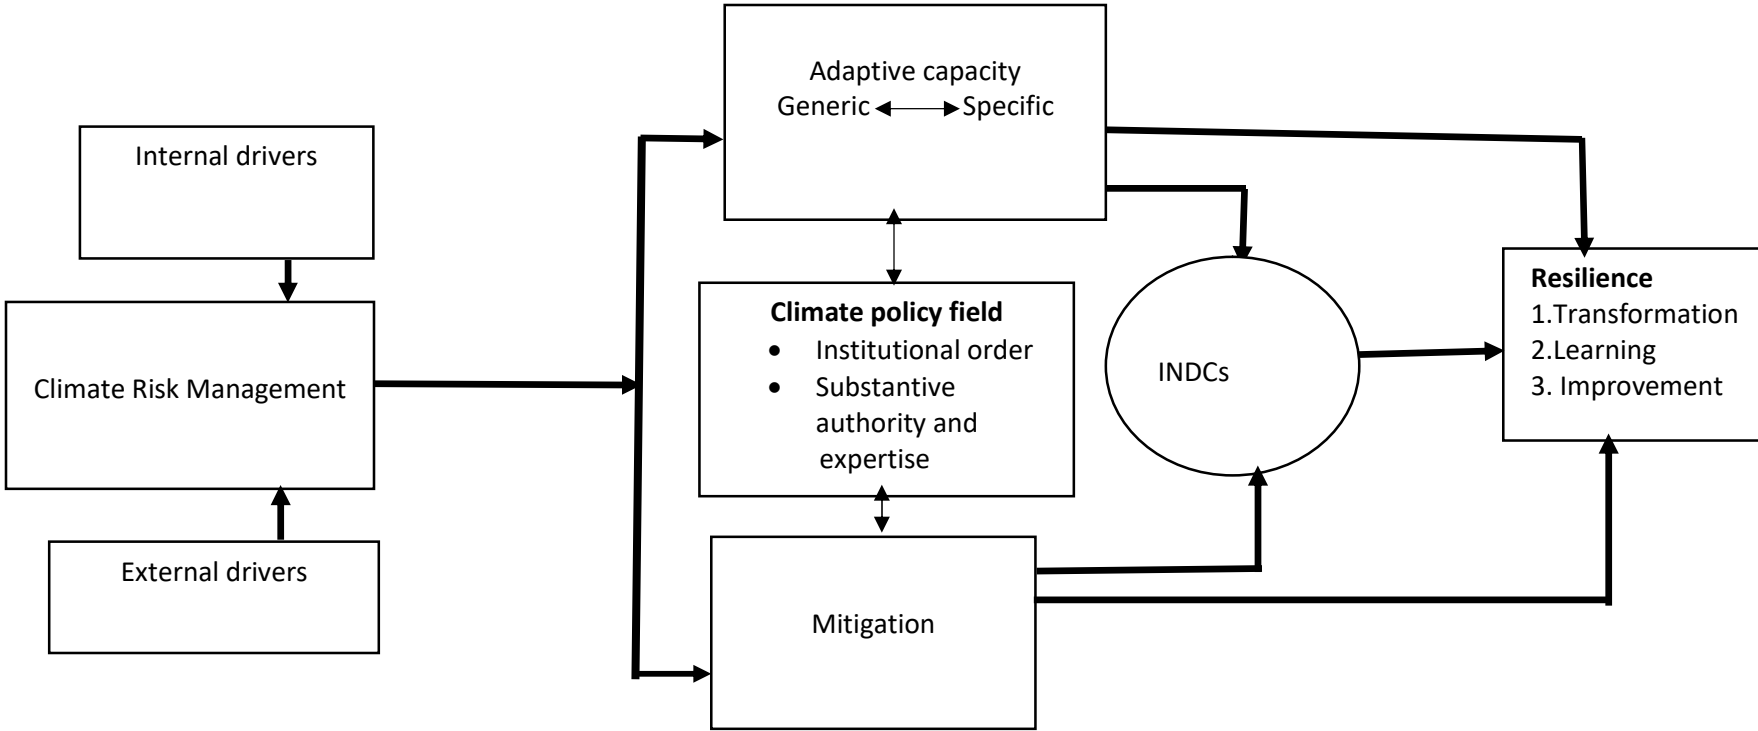 Internal drivers
Climate Risk Management
External drivers
Adaptive capacity
Generic Specific
Climate policy field
• Institutional order
• Substantive
authority and
expertise
Mitigation
INDCs
Resilience
1.Transformation
2.Learning
3. Improvement